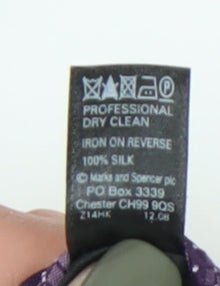 PROFESSIONAL
DRY CLEAN
IRON ON REVERSE
100% SILK
© Marks and Spencer plc
PO Box 3339
Chester CH99 9QS
Z14HK 12.08